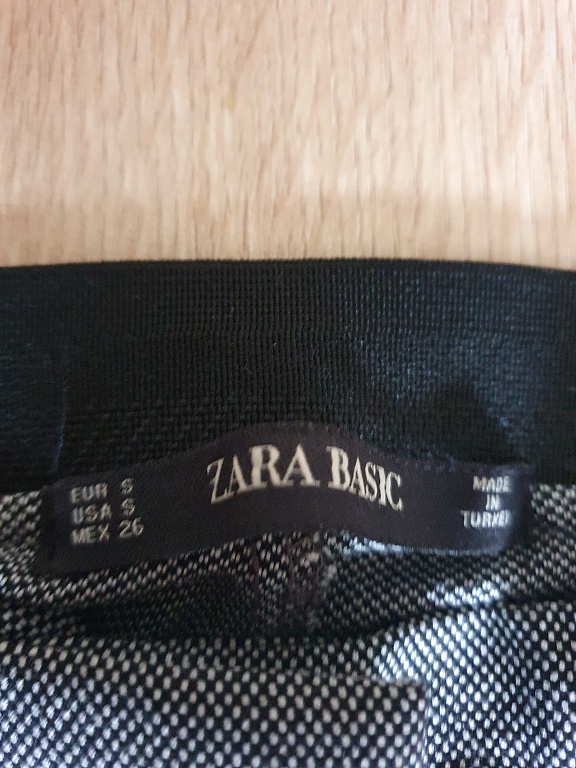 ZARA BASIC
EUR S
USA S
MEX 26
MADE
IN
TURKEY